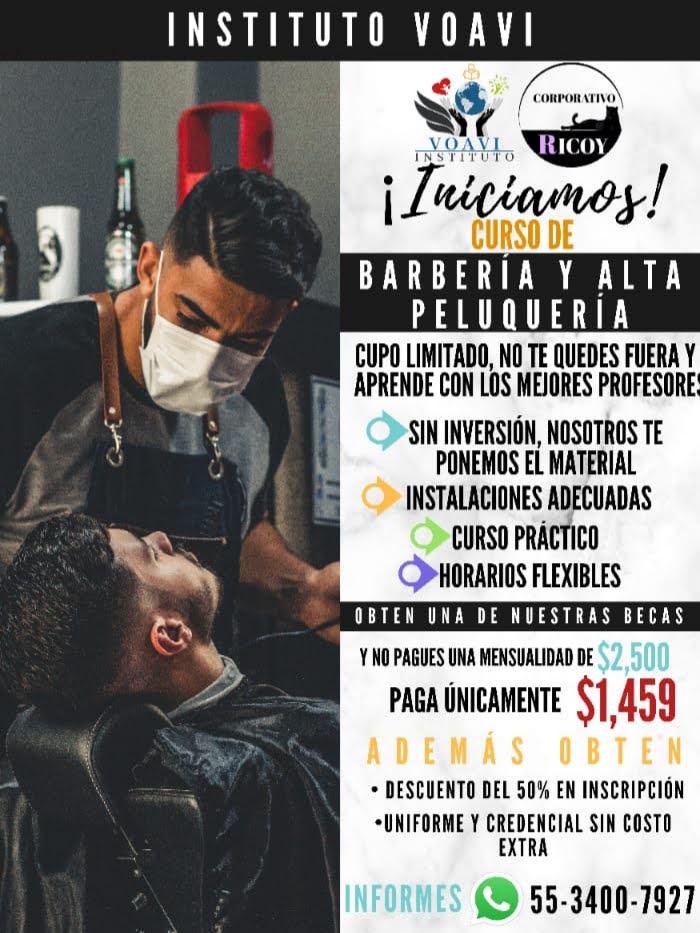 INSTITUTO VOAVI
VOAVI
INSTITUTO
CORPORATIVO
RICOY
¡Iniciamos!
CURSO DE
BARBERÍA Y ALTA
PELUQUERÍA
CUPO LIMITADO, NO TE QUEDES FUERA Y
APRENDE CON LOS MEJORES PROFESORES
SIN INVERSIÓN, NOSOTROS TE
PONEMOS EL MATERIAL
INSTALACIONES ADECUADAS
CURSO PRÁCTICO
HORARIOS FLEXIBLES
OBTEN UNA DE NUESTRAS BECAS
Y NO PAGUES UNA MENSUALIDAD DE $2,500
PAGA ÚNICAMENTE $1,459
ADEMÁS OBTEN
• DESCUENTO DEL 50% EN INSCRIPCIÓN
•UNIFORME Y CREDENCIAL SIN COSTO
EXTRA
INFORMES 55-3400-7927